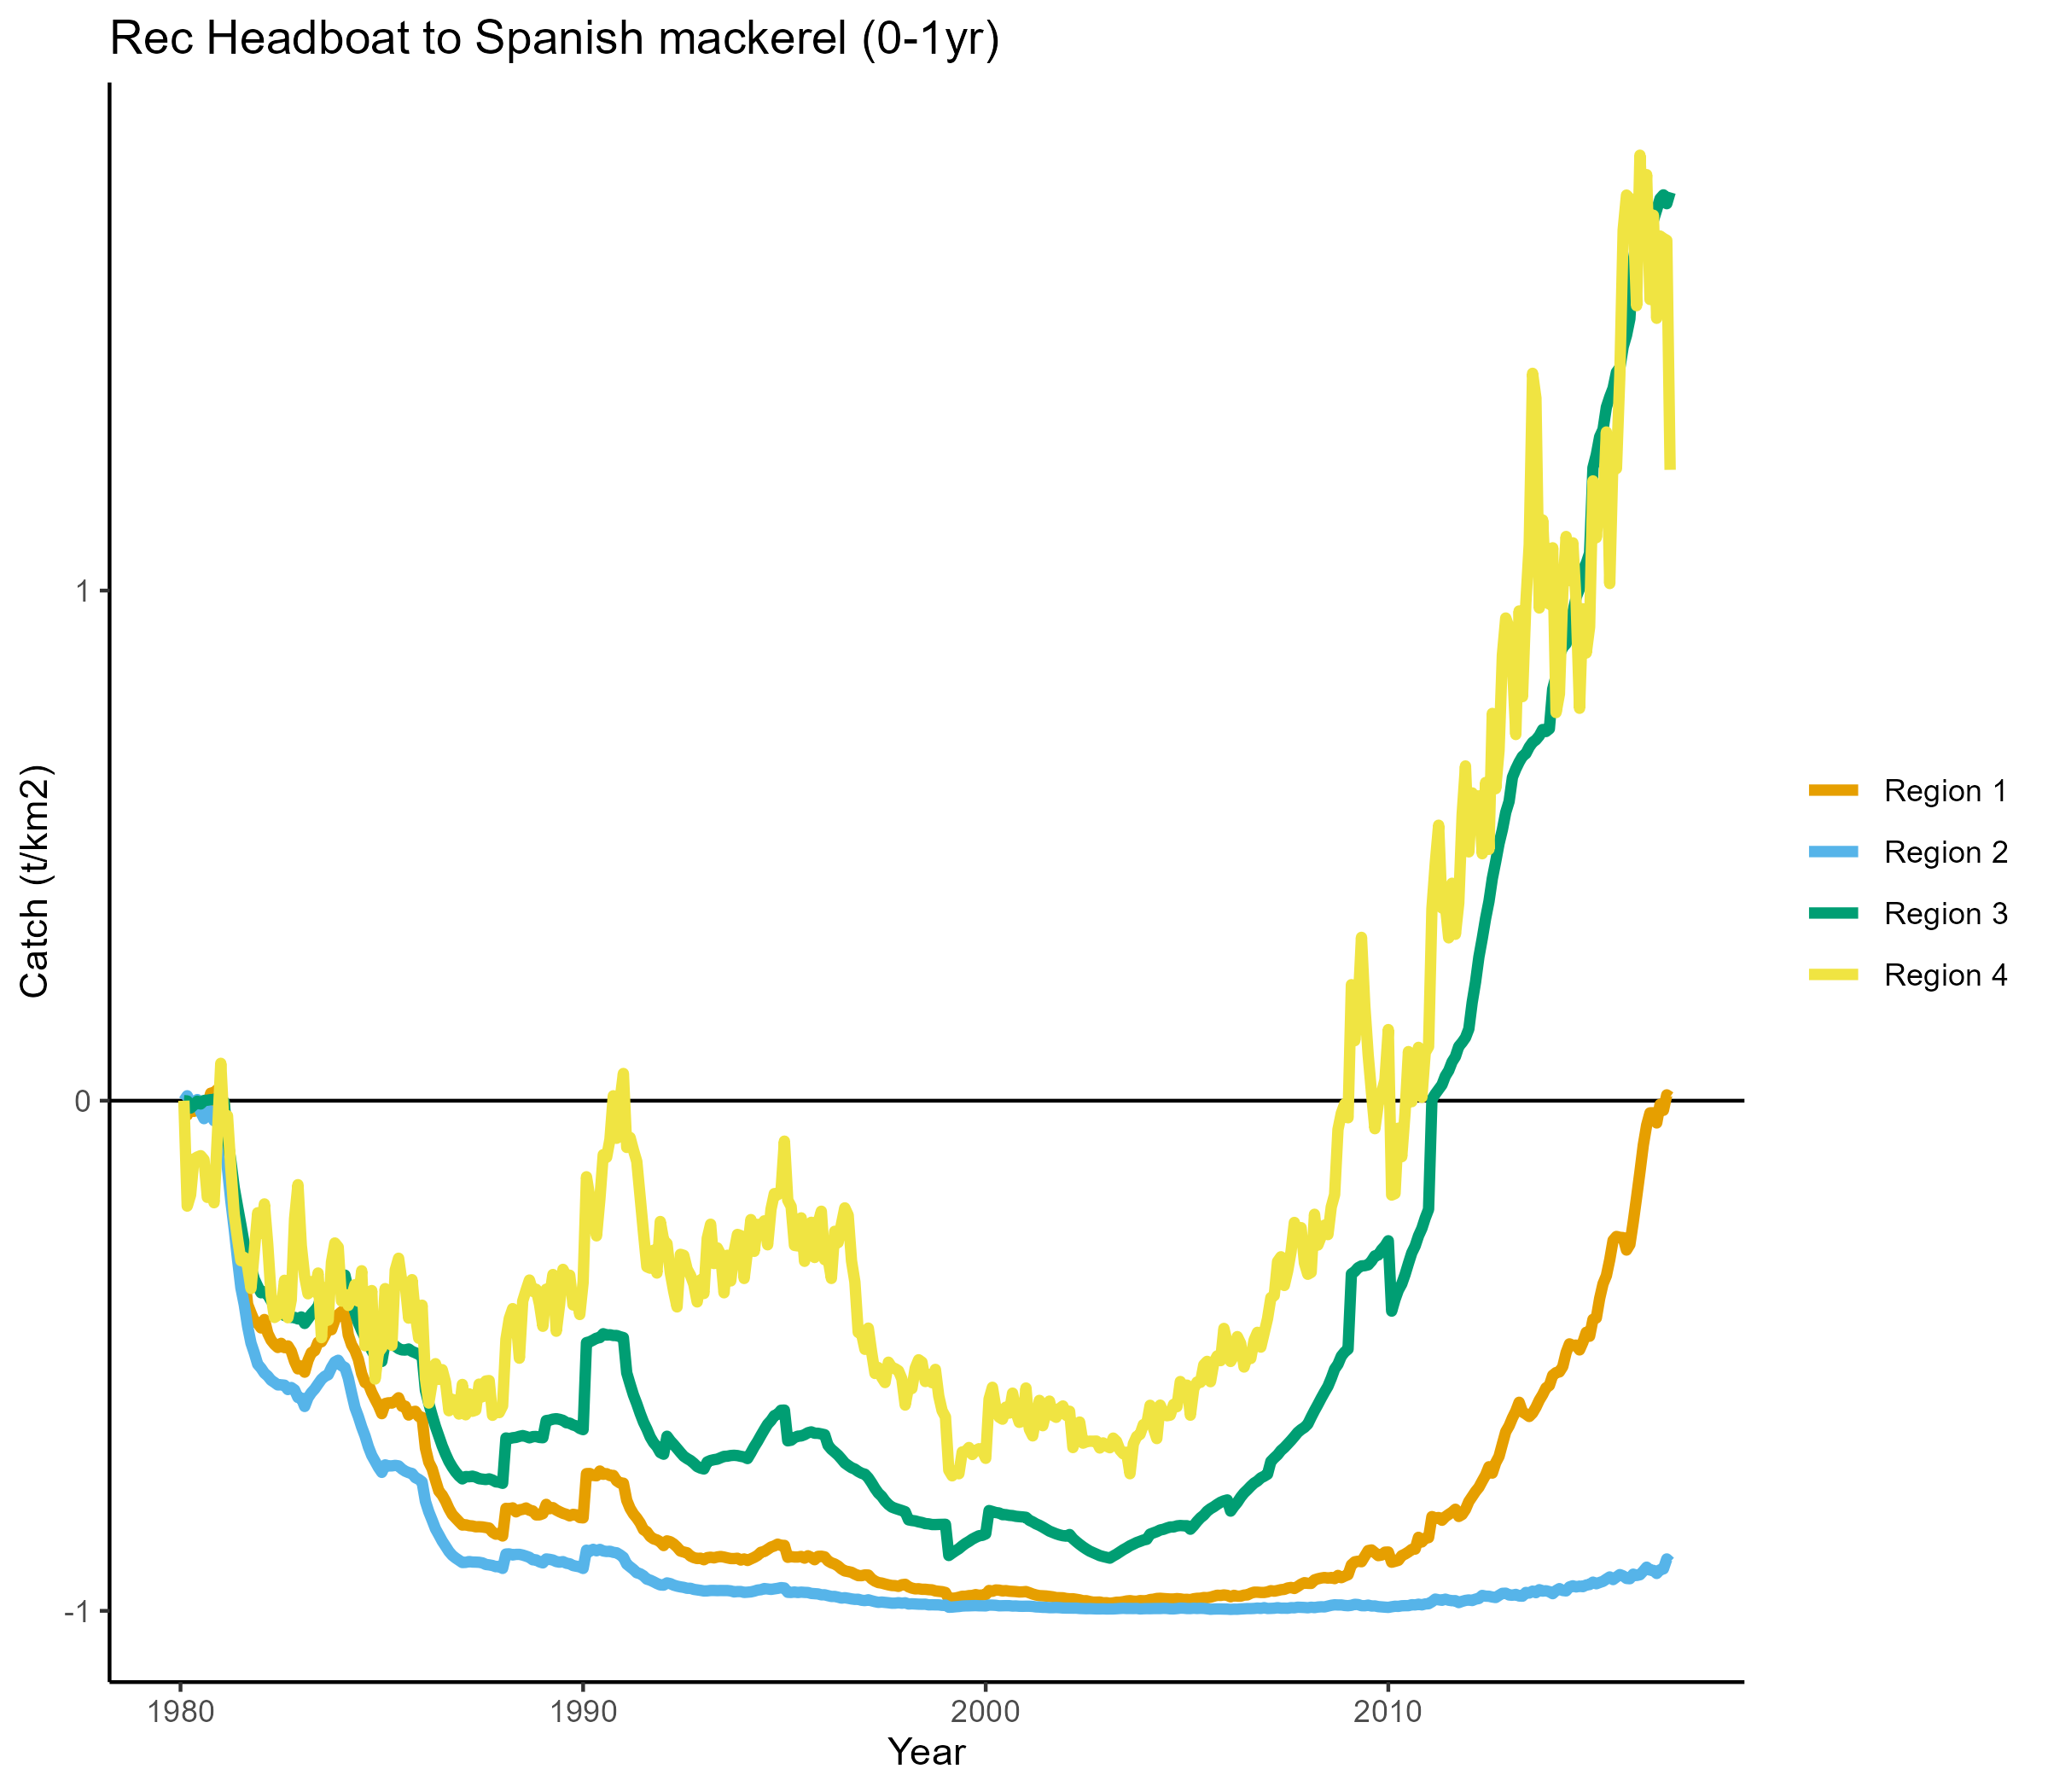 Rec Headboat to Spanish mackerel (0-1yr)
Catch (t/km2)
1
0
-1
1980 1990 2000 2010
Year
Region 1
Region 2
Region 3
Region 4